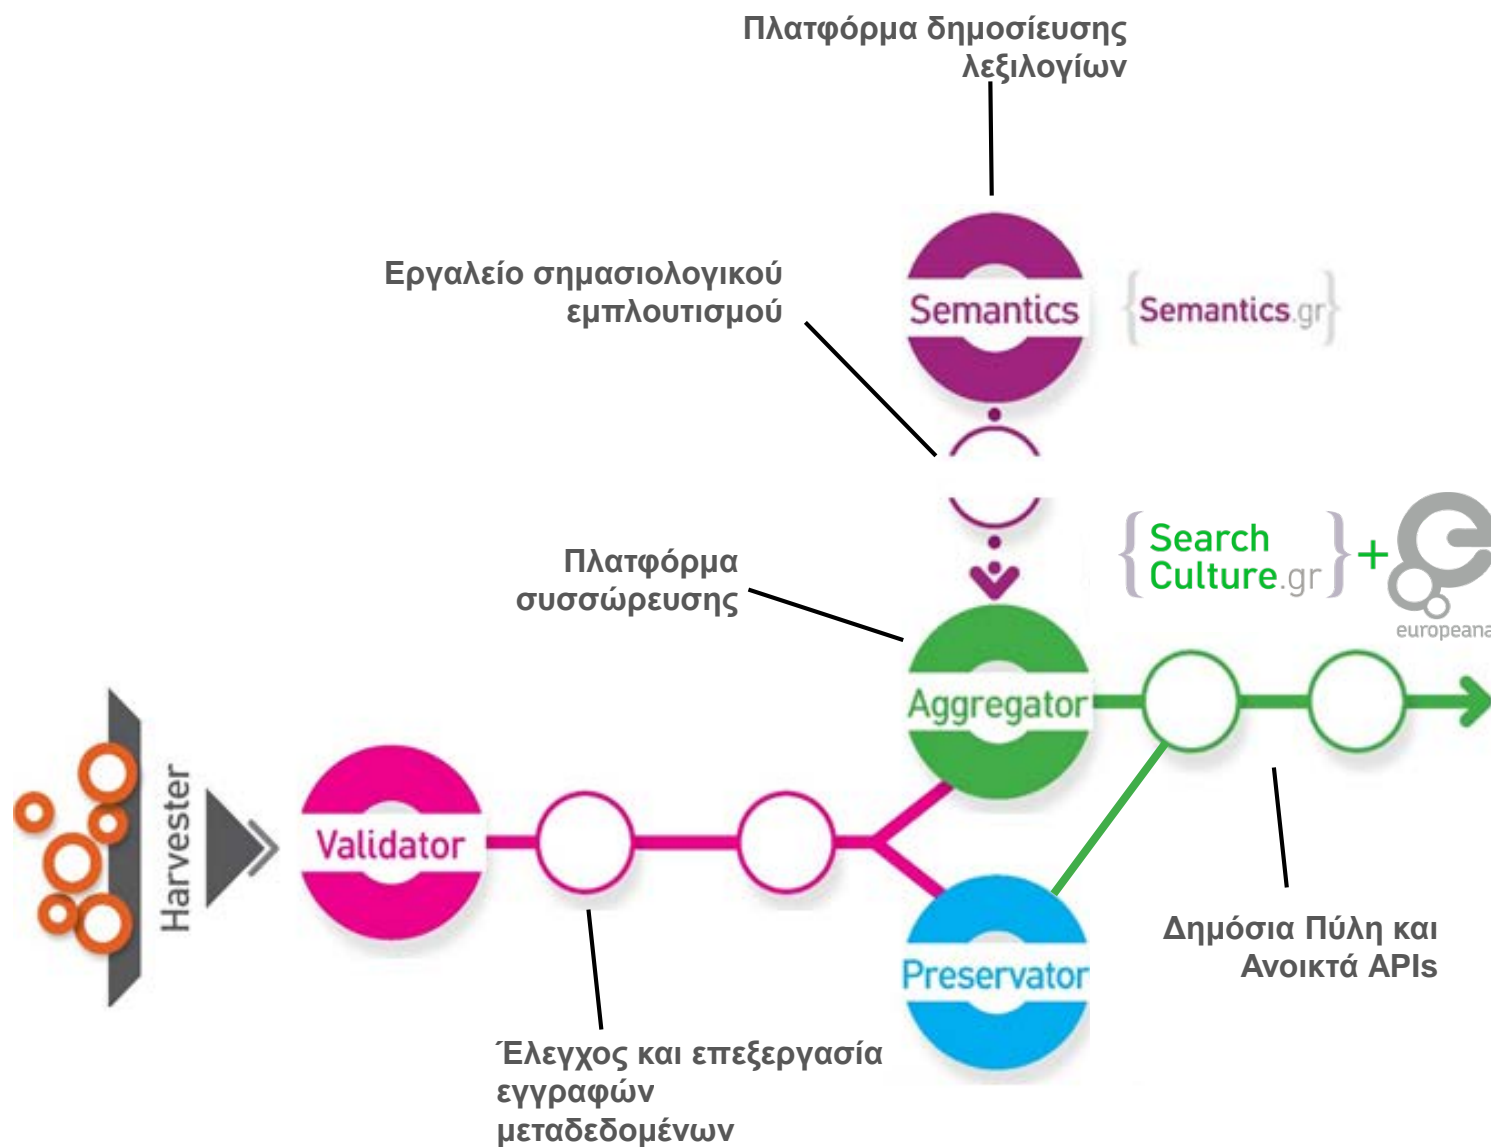 Πλατφόρμα δημοσίευσης
λεξιλογίων
Εργαλείο σημασιολογικού
εμπλουτισμού
Semantics
{Semantics.gr}
Πλατφόρμα
συσσώρευσης
{Search
Culture.gr}+
europeana
Aggregator
Harvester
Validator
Preservator
Δημόσια Πύλη και
Ανοικτά APIs
Έλεγχος και επεξεργασία
εγγραφών
μεταδεδομένων